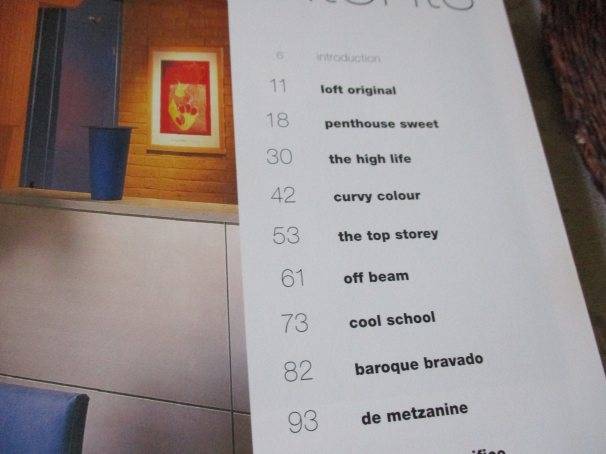 6 introduction
11 loft original
18 penthouse sweet
30 the high life
42 curvy colour
53 the top storey
61 off beam
73 cool school
82 baroque bravado
93 de metzanine